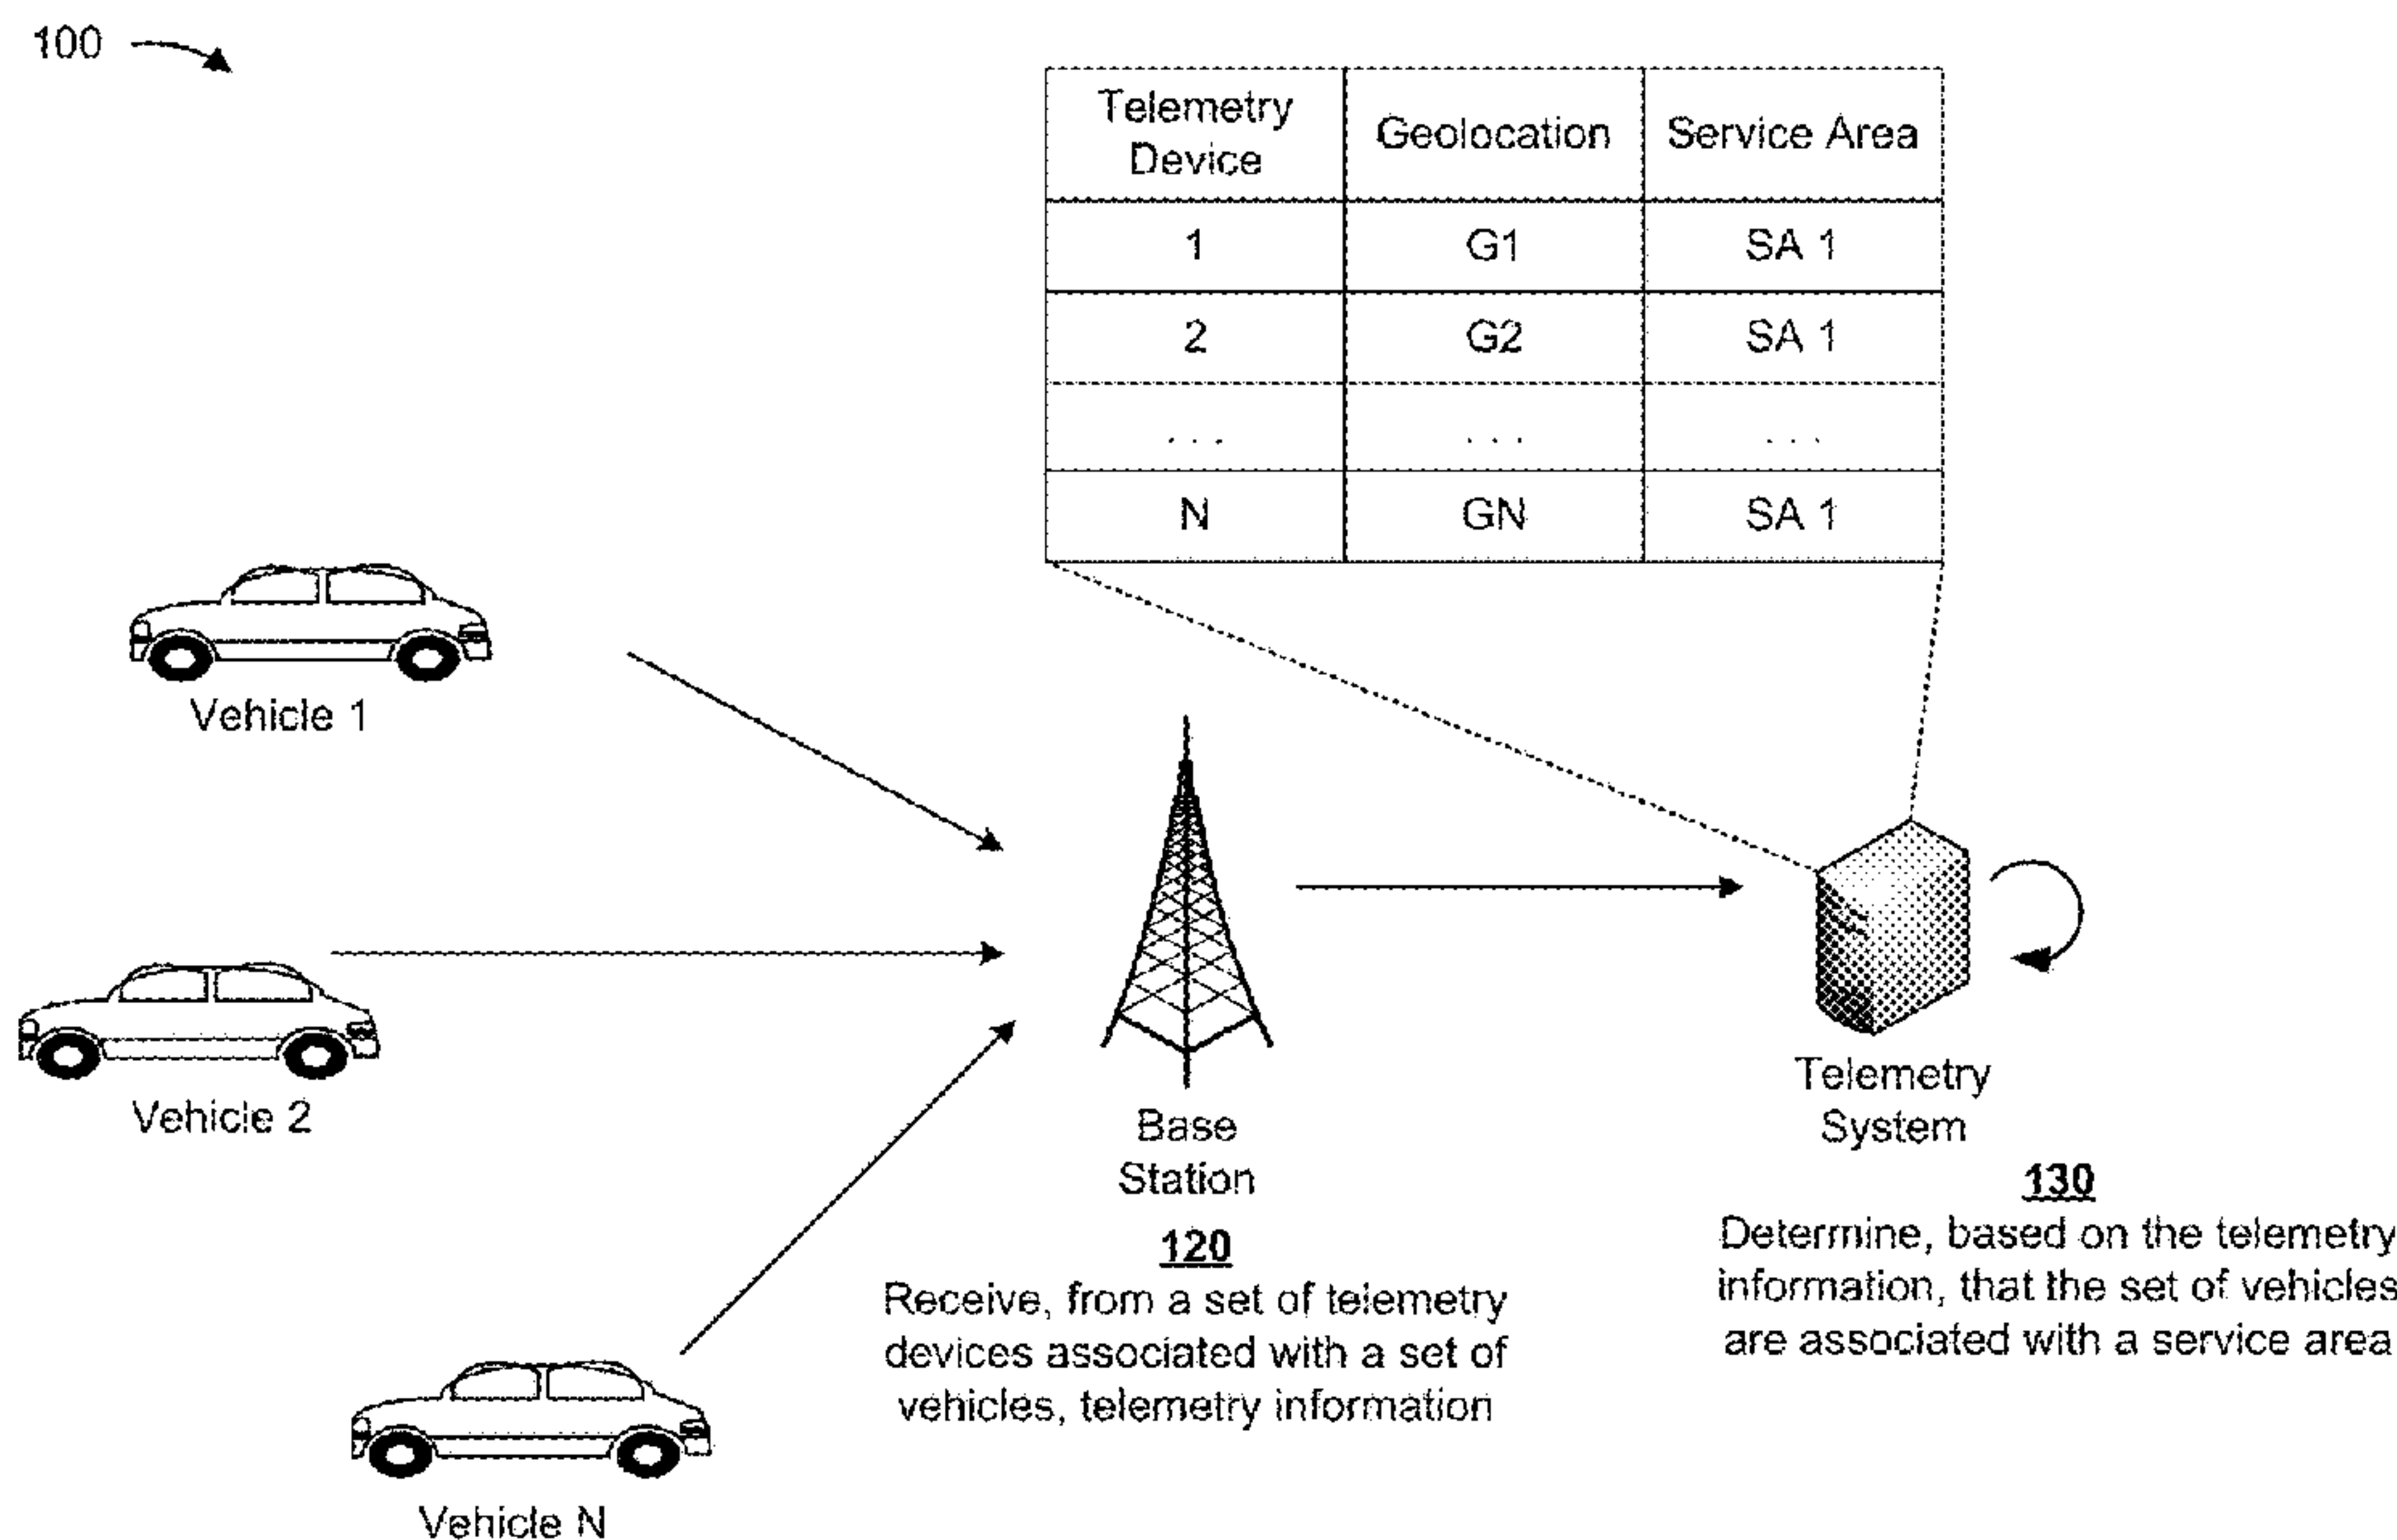 100
Telemetry
Device
Geolocation
Service Area
1
G1
SA 1
2
G2
SA 1
...
...
...
N
GN
SA 1
Vehicle 1
Vehicle 2
Vehicle N
Base
Station
120
Receive, from a set of telemetry
devices associated with a set of
vehicles, telemetry information
Telemetry
System
130
Determine, based on the telemetry
information, that the set of vehicles
are associated with a service area